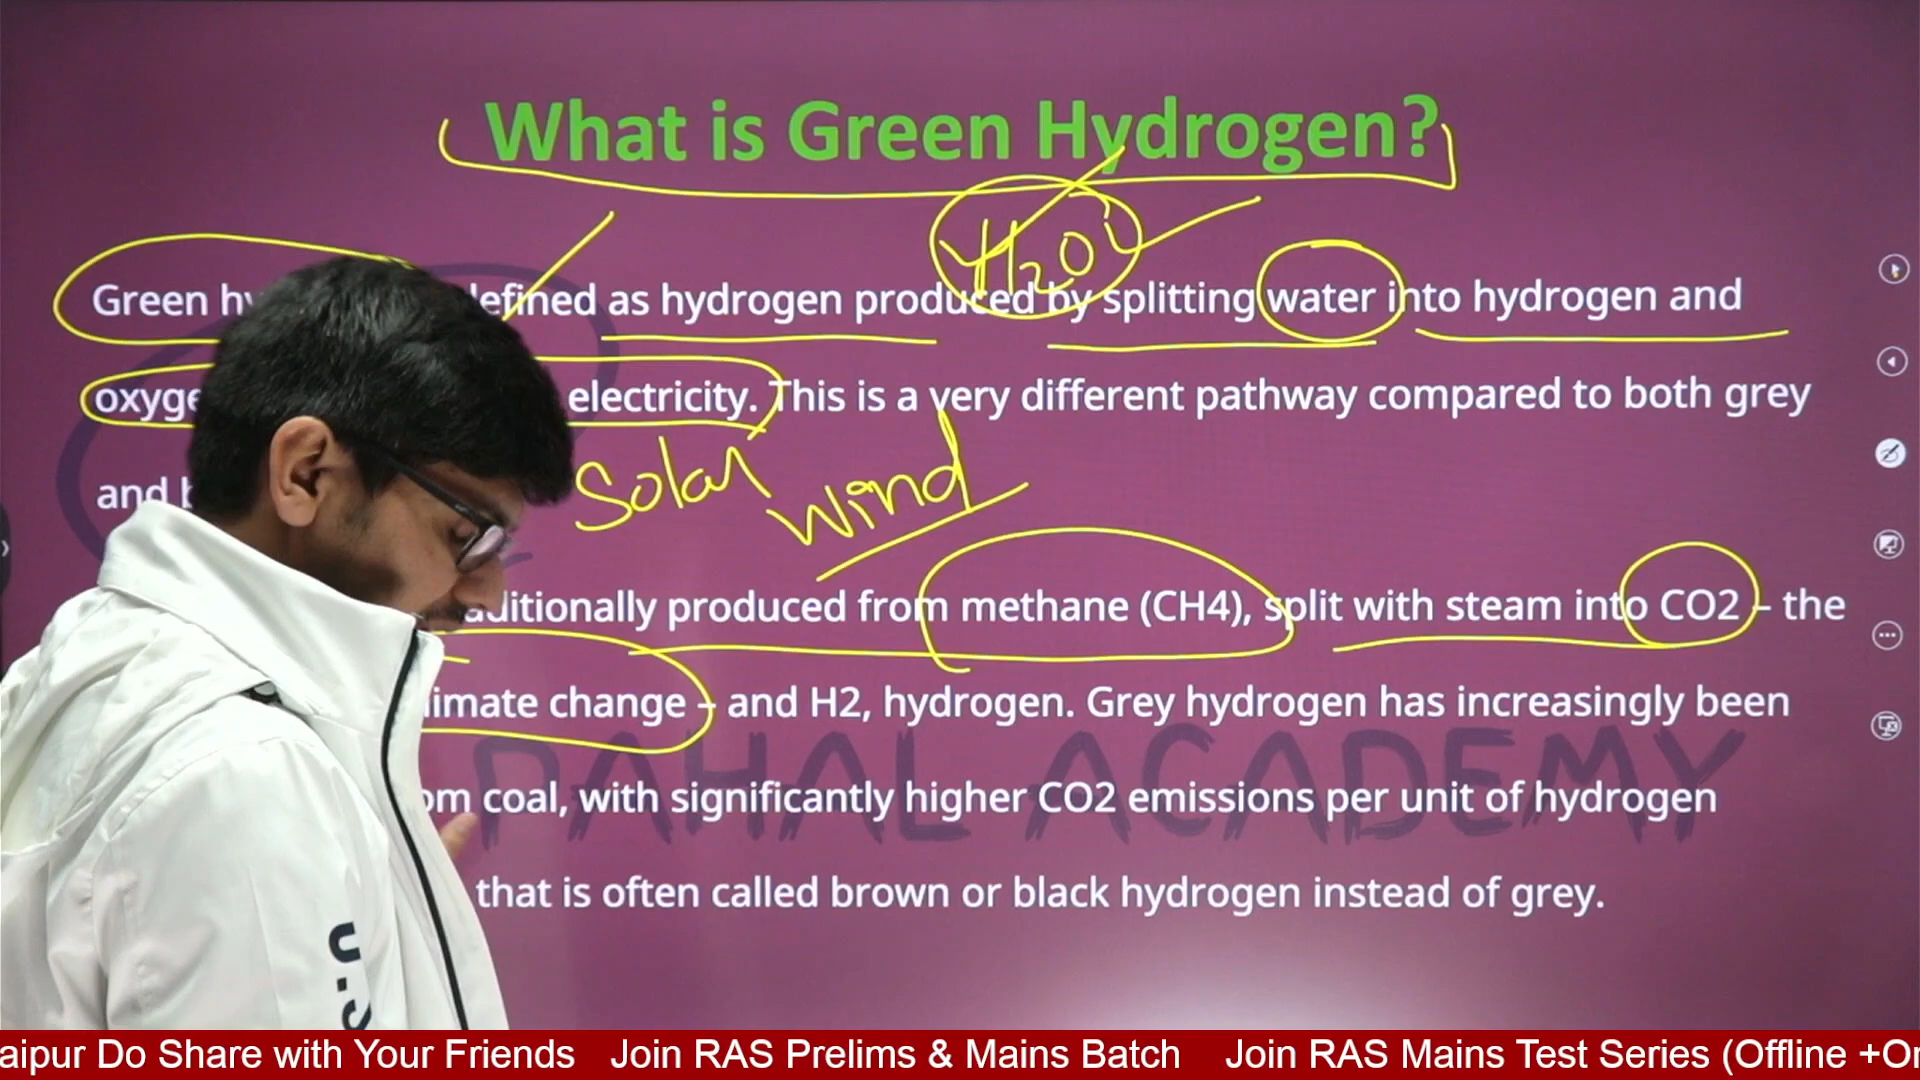 What is Green Hydrogen?
H2O
Green hy defined as hydrogen produced by splitting water into hydrogen and
oxyge electricity. This is a very different pathway compared to both grey
and b
Solar
Wind
aditionally produced from methane (CH4), split with steam into CO2 – the
limate change – and H2, hydrogen. Grey hydrogen has increasingly been
PAHAL ACADEMY
om coal, with significantly higher CO2 emissions per unit of hydrogen
that is often called brown or black hydrogen instead of grey.
U.S
aipur Do Share with Your Friends Join RAS Prelims & Mains Batch Join RAS Mains Test Series (Offline +On